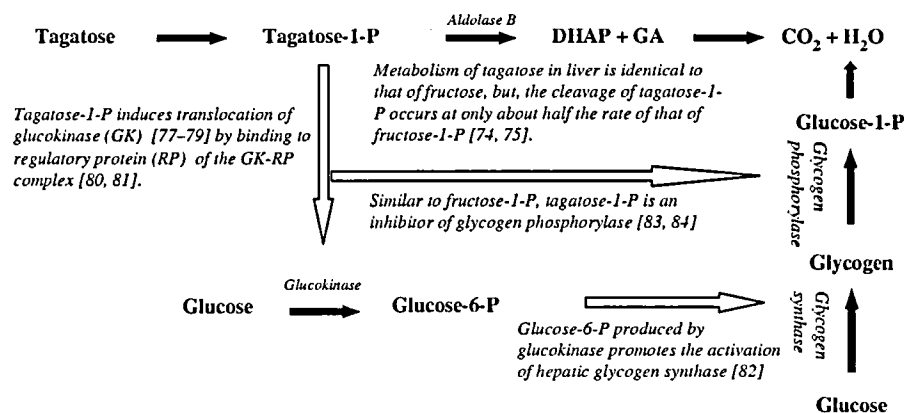 Aldolase B
Tagatose Tagatose-1-P DHAP + GA CO2 + H2O
Metabolism of tagatose in liver is identical to
that of fructose, but, the cleavage of tagatose-1-
P occurs at only about half the rate of that of
fructose-1-P [74, 75].
Tagatose-1-P induces translocation of
glucokinase (GK) [77-79] by binding to
regulatory protein (RP) of the GK-RP
complex [80, 81].
Glucose-1-P
Glycogen
phosphorylase
Similar to fructose-1-P, tagatose-1-P is an
inhibitor of glycogen phosphorylase [83, 84]
Glycogen
Glucokinase
Glucose Glucose-6-P
Glycogen
synthase
Glucose-6-P produced by
glucokinase promotes the activation
of hepatic glycogen synthase [82]
Glucose